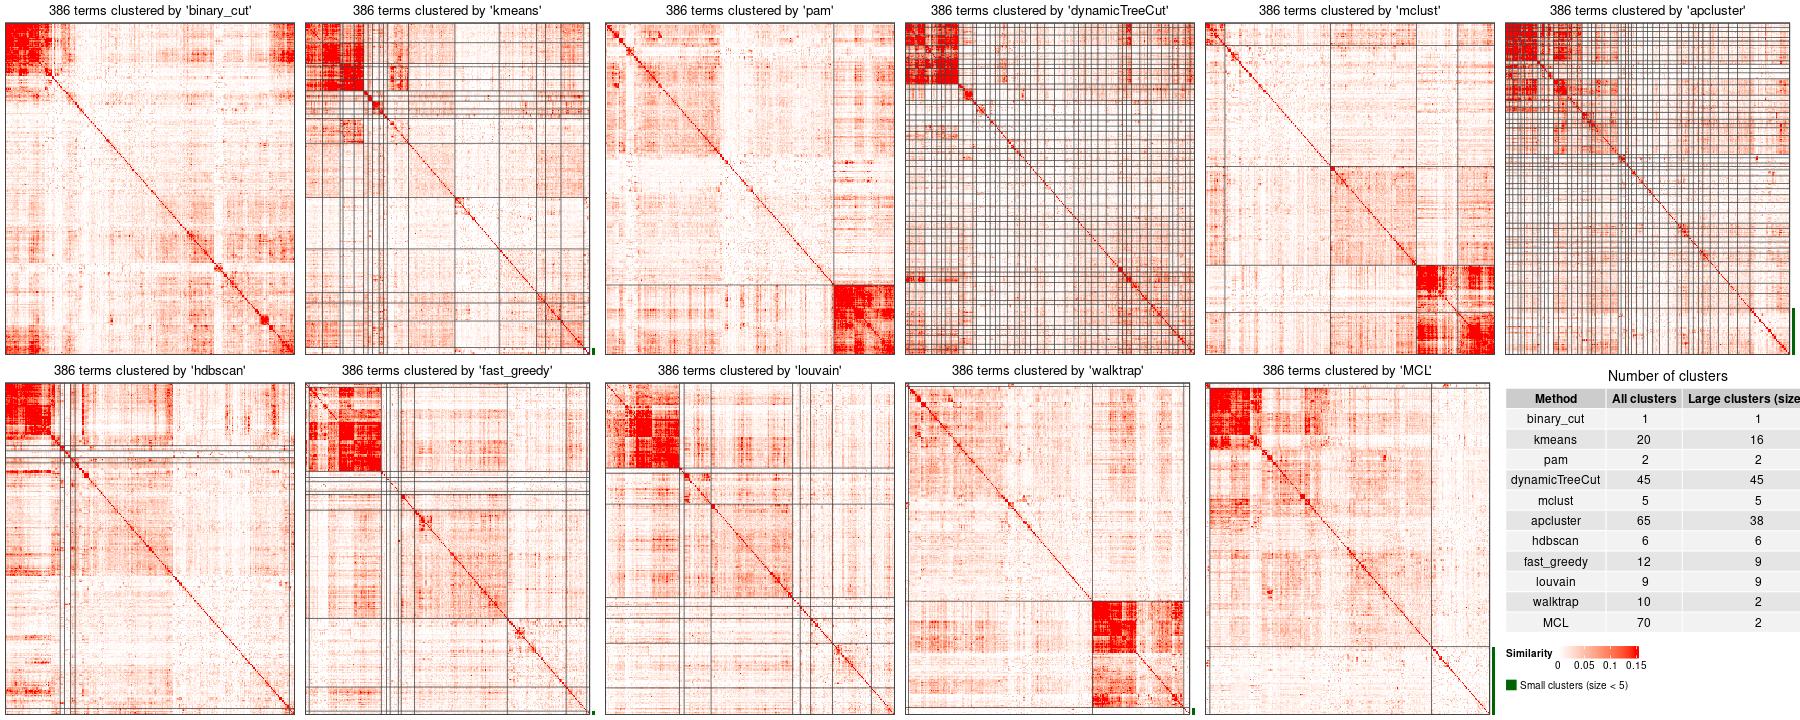 386 terms clustered by 'binary_cut'
386 terms clustered by 'kmeans'
386 terms clustered by 'pam'
386 terms clustered by 'dynamicTreeCut'
386 terms clustered by 'mclust'
386 terms clustered by 'apcluster'
386 terms clustered by 'hdbscan'
386 terms clustered by 'fast_greedy'
386 terms clustered by 'louvain'
386 terms clustered by 'walktrap'
386 terms clustered by 'MCL'
Number of clusters
Method All clusters Large clusters (size
binary_cut 1 1
kmeans 20 16
pam 2 2
dynamicTreeCut 45 45
mclust 5 5
apcluster 65 38
hdbscan 6 6
fast_greedy 12 9
louvain 9 9
walktrap 10 2
MCL 70 2
Similarity
0 0.05 0.1 0.15
Small clusters (size < 5)